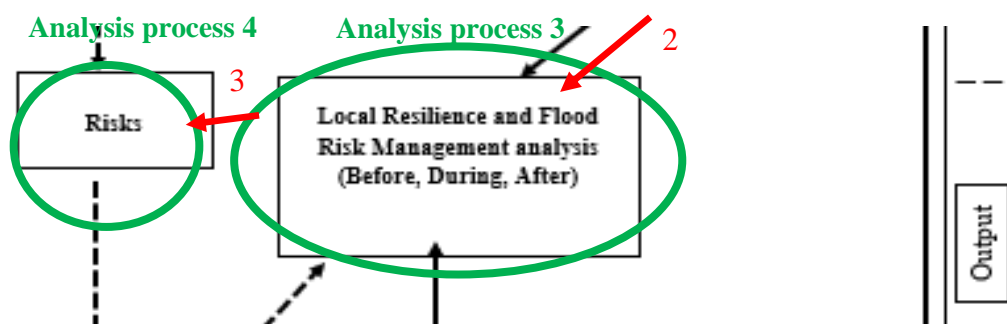 Analysis process 4
Analysis process 3
2
3
Risks
Local Resilience and Flood
Risk Management analysis
(Before, During, After)
Output